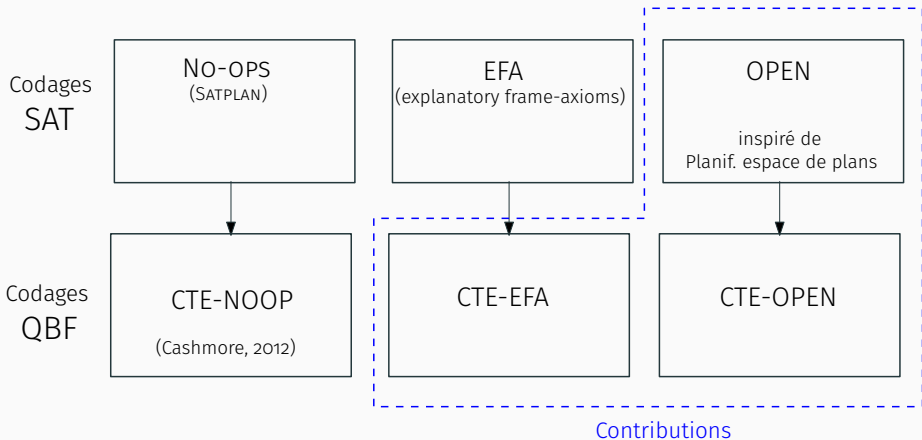 Codages
SAT
NO-OPS
(SATPLAN)
EFA
(explanatory frame-axioms)
OPEN
inspiré de
Planif. espace de plans
Codages
QBF
CTE-NOOP
(Cashmore, 2012)
CTE-EFA
CTE-OPEN
Contributions